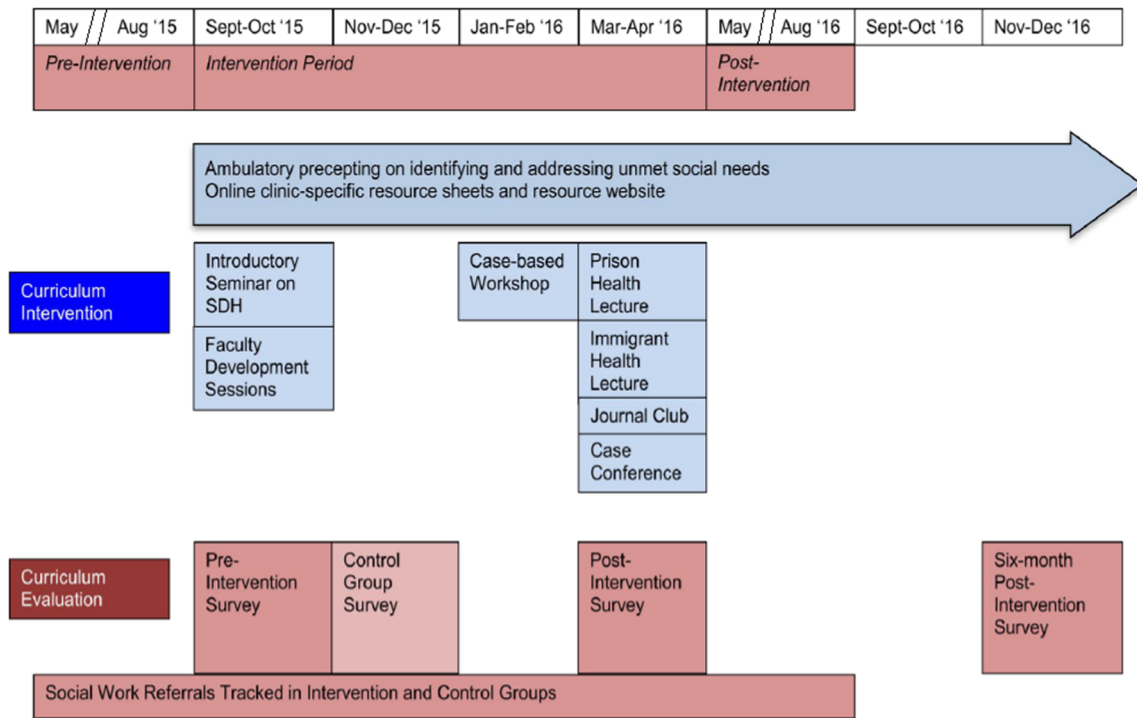 May // Aug ‘15 Sept-Oct ‘15 Nov-Dec ‘15 Jan-Feb ‘16 Mar-Apr ‘16 May // Aug ‘16 Sept-Oct ‘16 Nov-Dec ‘16
Pre-Intervention
Intervention Period
Post-
Intervention
Ambulatory precepting on identifying and addressing unmet social needs
Online clinic-specific resource sheets and resource website
Curriculum
Intervention
Introductory
Seminar on
SDH
Faculty
Development
Sessions
Case-based
Workshop
Prison
Health
Lecture
Immigrant
Health
Lecture
Journal Club
Case
Conference
Curriculum
Evaluation
Pre-
Intervention
Survey
Control
Group
Survey
Post-
Intervention
Survey
Six-month
Post-
Intervention
Survey
Social Work Referrals Tracked in Intervention and Control Groups